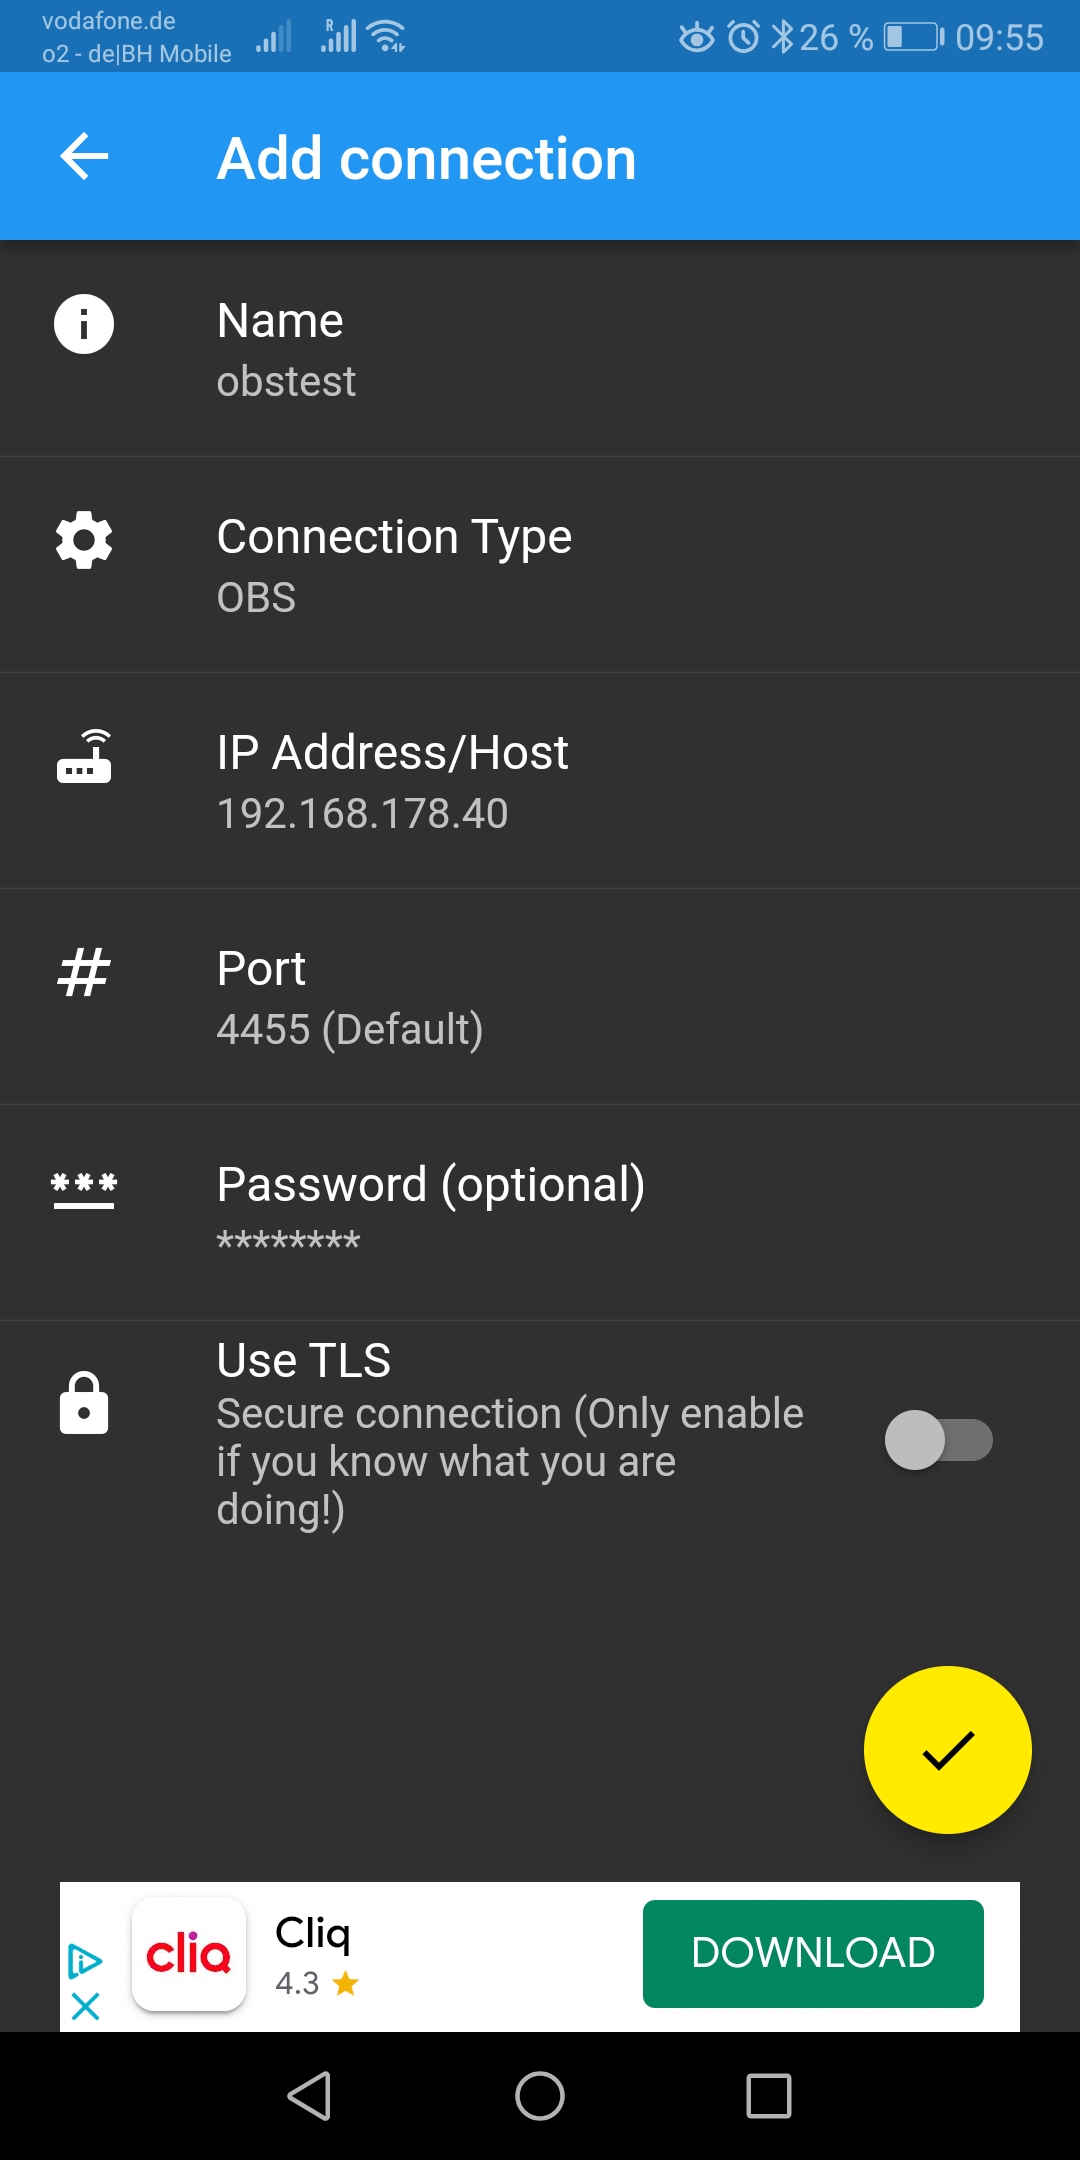 vodafone.de
o2 - de|BH Mobile
R
26 %
09:55
Add connection
Name
obstest
Connection Type
OBS
IP Address/Host
192.168.178.40
Port
4455 (Default)
Password (optional)
********
Use TLS
Secure connection (Only enable
if you know what you are
doing!)
cliq
Cliq
4.3
DOWNLOAD